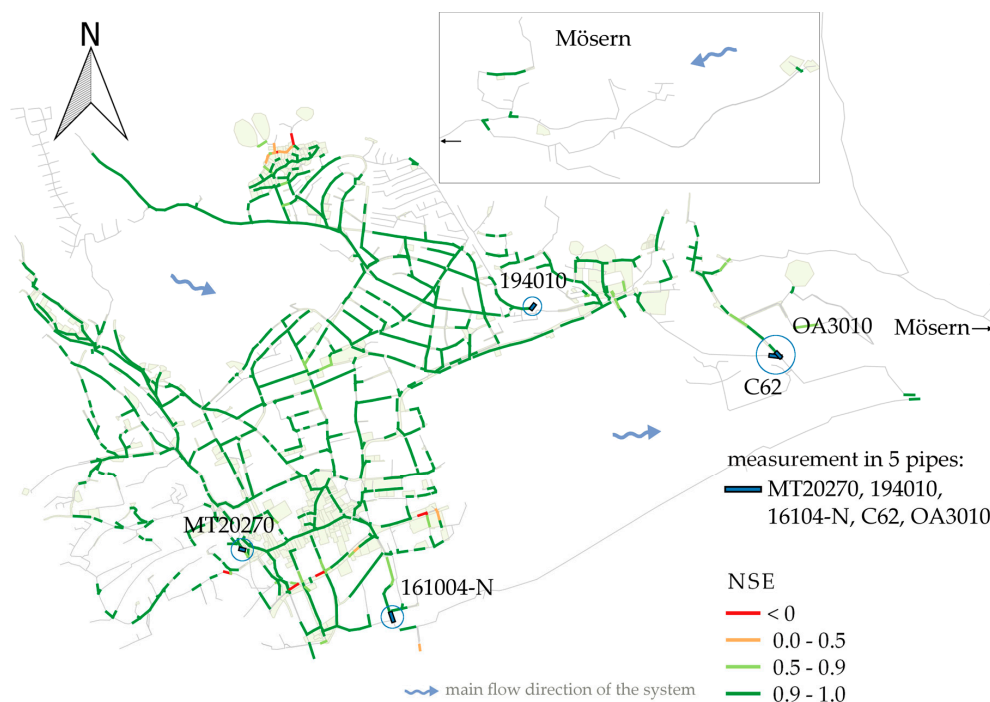 N
Mösern
194010
OA3010
Mösern→
C62
measurement in 5 pipes:
MT20270, 194010,
16104-N, C62, OA3010
MT20270
161004-N
NSE
< 0
0.0 - 0.5
0.5 - 0.9
0.9 - 1.0
main flow direction of the system